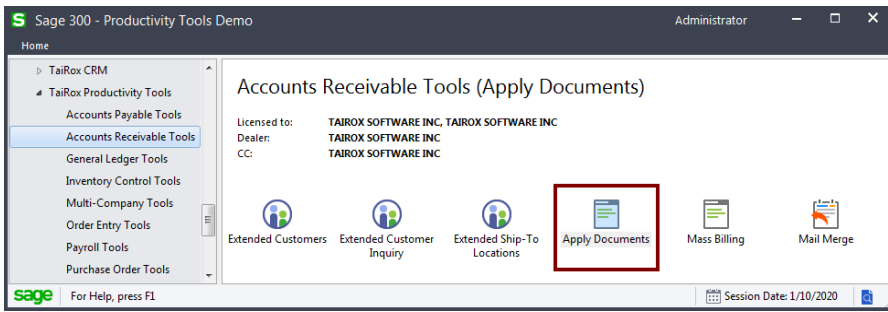 S Sage 300 - Productivity Tools Demo
Administrator
Home
TaiRox CRM
TaiRox Productivity Tools
Accounts Payable Tools
Accounts Receivable Tools
General Ledger Tools
Inventory Control Tools
Multi-Company Tools
Order Entry Tools
Payroll Tools
Purchase Order Tools
Accounts Receivable Tools (Apply Documents)
Licensed to: TAIROX SOFTWARE INC, TAIROX SOFTWARE INC
Dealer: TAIROX SOFTWARE INC
CC: TAIROX SOFTWARE INC
Extended Customers
Extended Customer
Inquiry
Extended Ship-To
Locations
Apply Documents
Mass Billing
Mail Merge
sage For Help, press F1
Session Date: 1/10/2020